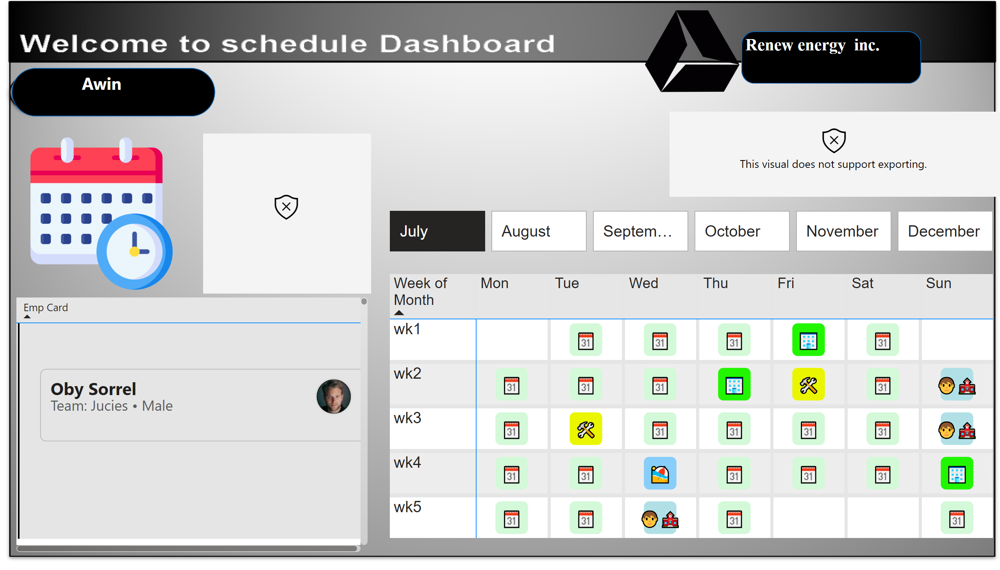 Welcome to schedule Dashboard
Renew energy  inc.
Awin
This visual does not support exporting.
July
August
Septem…
October
November
December
Week of
Month
Mon
Tue
Wed
Thu
Fri
Sat
Sun
Emp Card
Oby Sorrel
Team: Jucies • Male
wk1
31
31
31
31
wk2
31
31
31
31
wk3
31
31
31
31
31
wk4
31
31
31
31
31
wk5
31
31
31
31